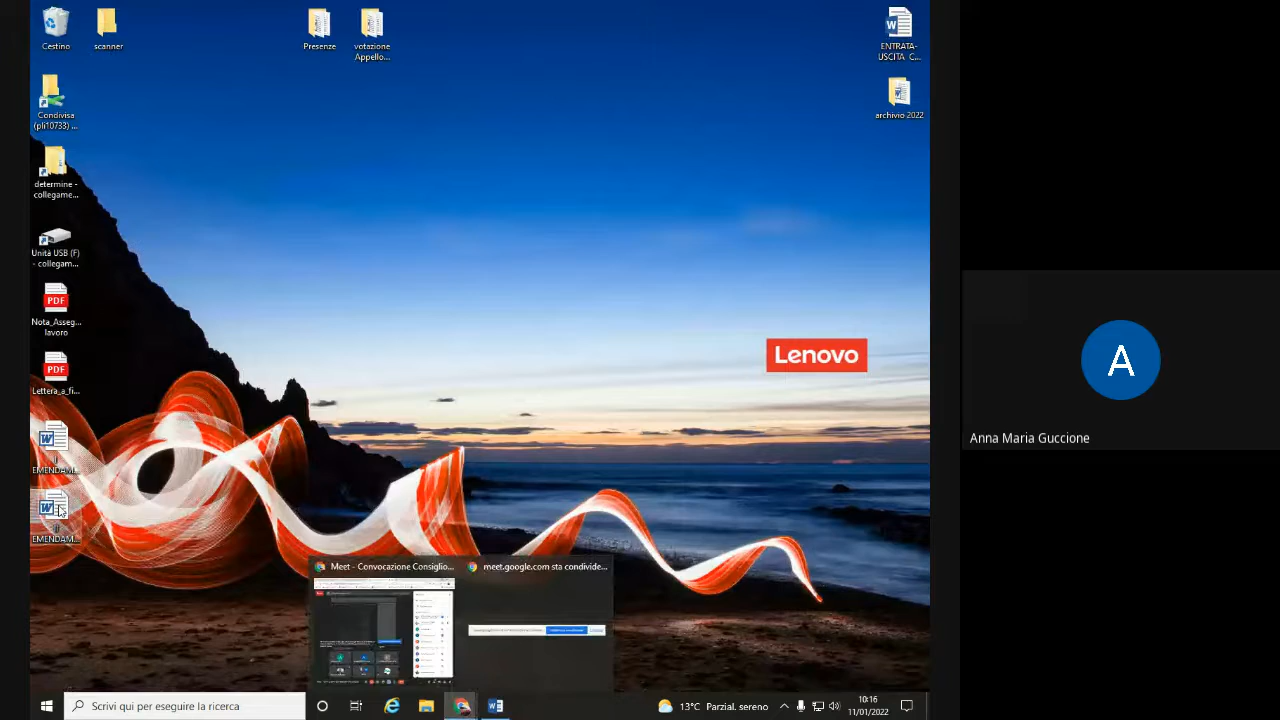 Cestino
scanner
Presenze
votazione
Appello...
ENTRATA-
USCITA C...
Condivisa
(pli10733) ...
archivio 2022
determine -
collegame...
Unità USB (F)
- collegam...
Nota_Asseg...
lavoro
Lettera_a_fi...
Lenovo
EMENDAM...
EMENDAM...
PDF
PDF
A
Anna Maria Guccione
Meet - Convocazione Consiglio...
meet.google.com sta condivide...
Scrivi qui per eseguire la ricerca
13°C Parzial. sereno
10:16
11/01/2022